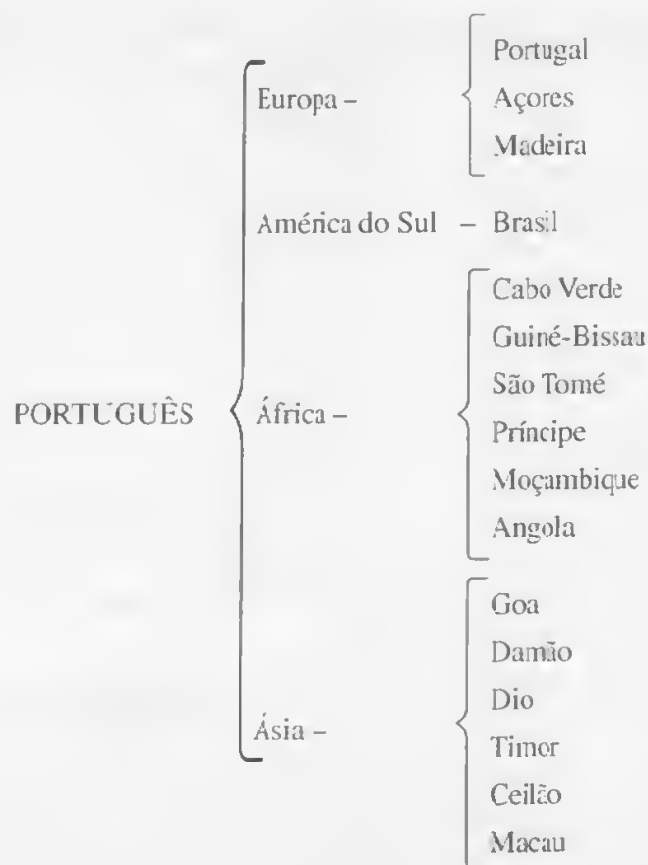 PORTUGUÊS
Europa –
Portugal
Açores
Madeira
América do Sul – Brasil
África –
Cabo Verde
Guiné-Bissau
São Tomé
Príncipe
Moçambique
Angola
Ásia –
Goa
Damão
Dio
Timor
Ceilão
Macau